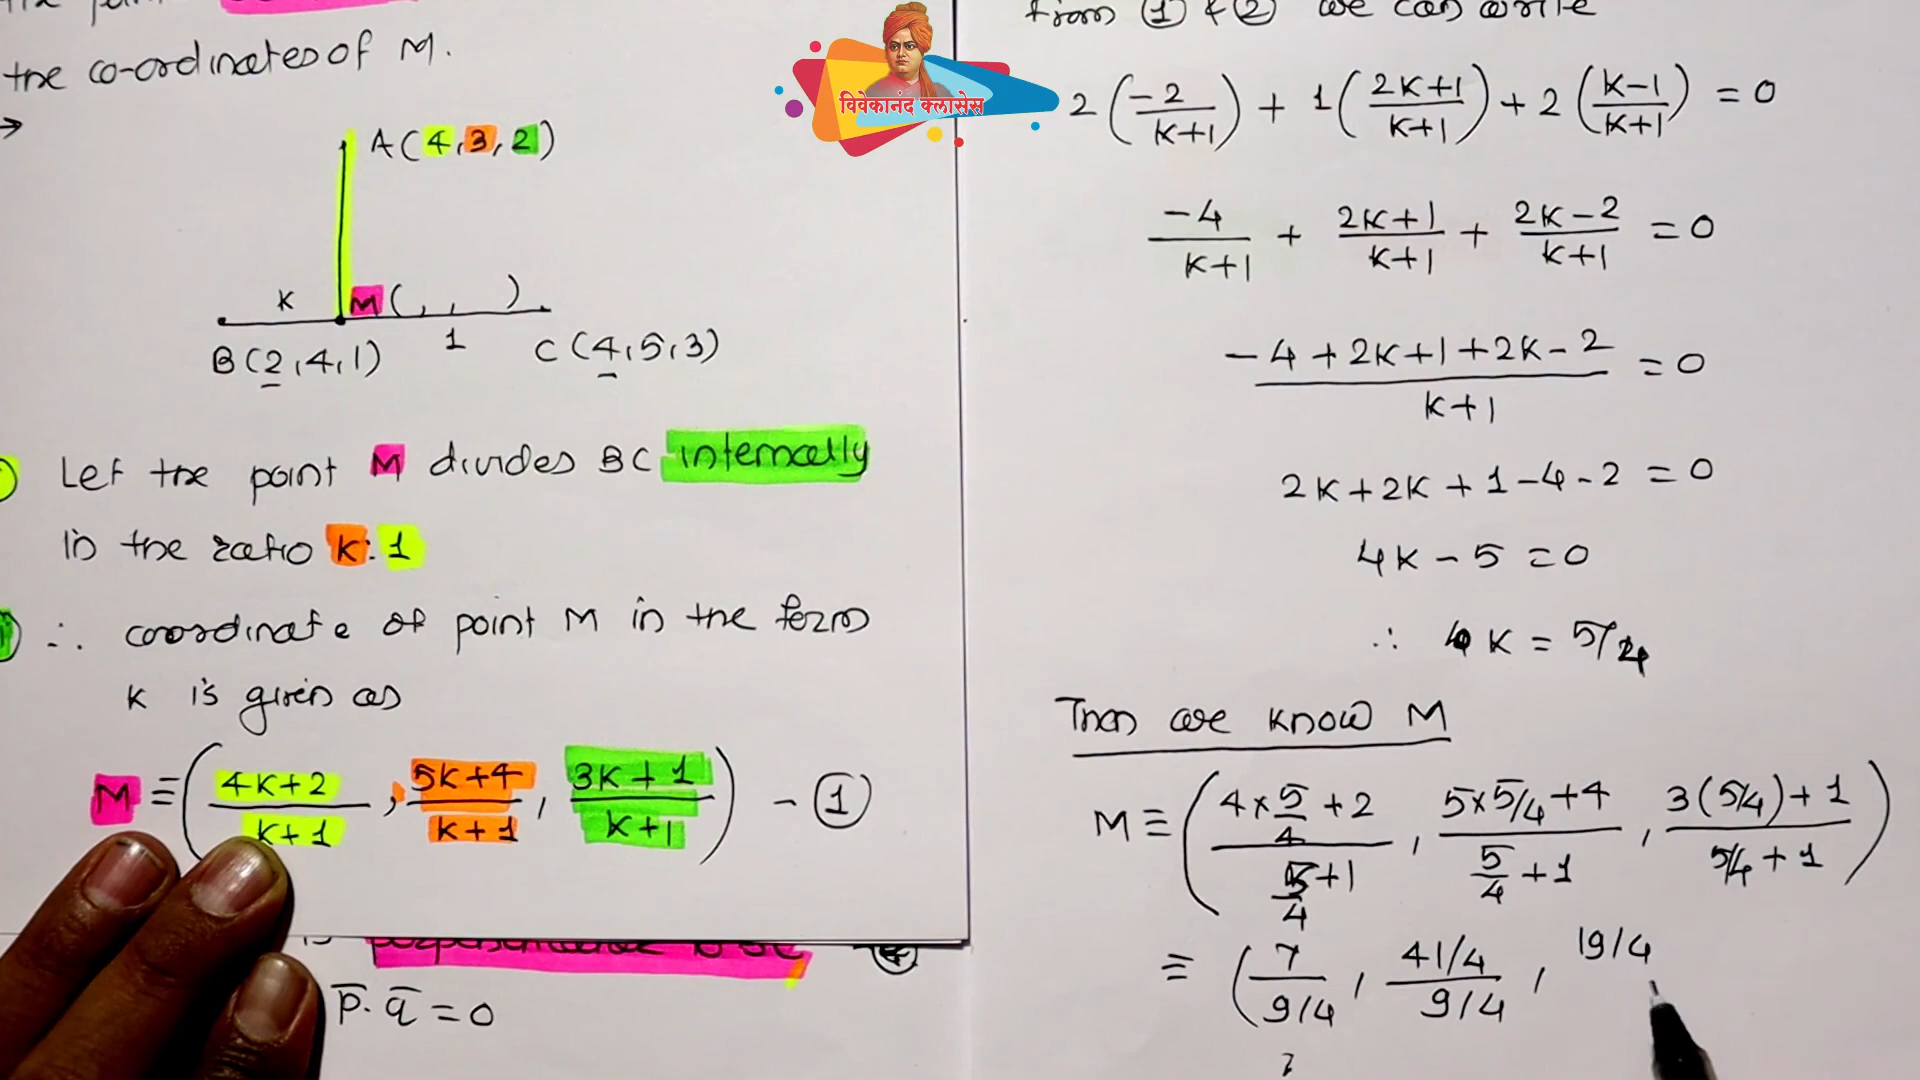 the co-ordinates of M.
→
A(4,3,2)
K M( , , )
B(2,4,1) 1 C(4,5,3)
Let the point M divides BC internally
in the ratio k:1
∴ coordinate of point M in the form
K is given as
M ≡ (4K+2/K+1, 5K+4/K+1, 3K+1/K+1) - ①
p̅. q̅ = 0
विवेकानंद क्लासेस
from ① & ② we can write
2(-2/K+1) + 1(2K+1/K+1) + 2(K-1/K+1) = 0
-4/K+1 + 2K+1/K+1 + 2K-2/K+1 = 0
-4+2K+1+2K-2/K+1 = 0
2K+2K+1-4-2 = 0
4K-5 = 0
∴ K = 5/4
Then we know M
M ≡ (4×5/4+2/5/4+1, 5×5/4+4/5/4+1, 3(5/4)+1/5/4+1)
≡ (7/9/4, 41/4/9/4, 19/4